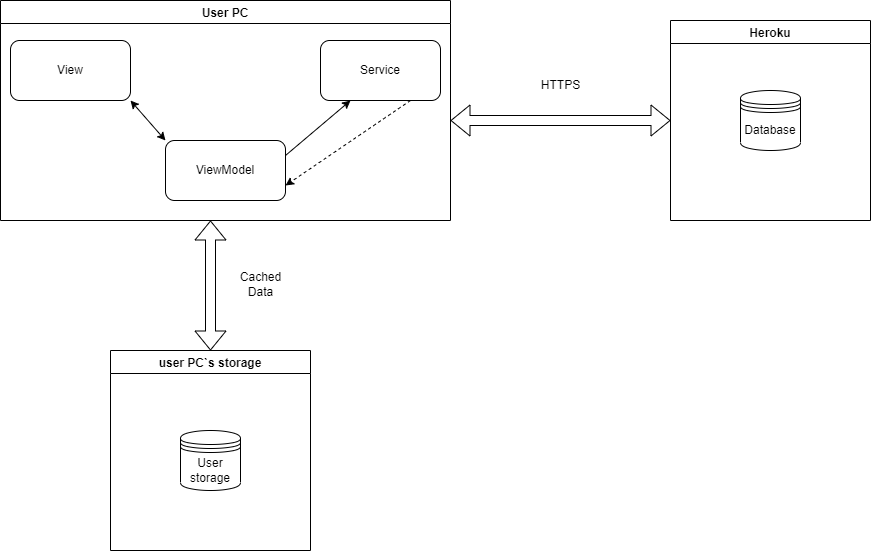 User PC
Heroku
View
Service
HTTPS
Database
ViewModel
Cached
Data
user PC`s storage
User
storage